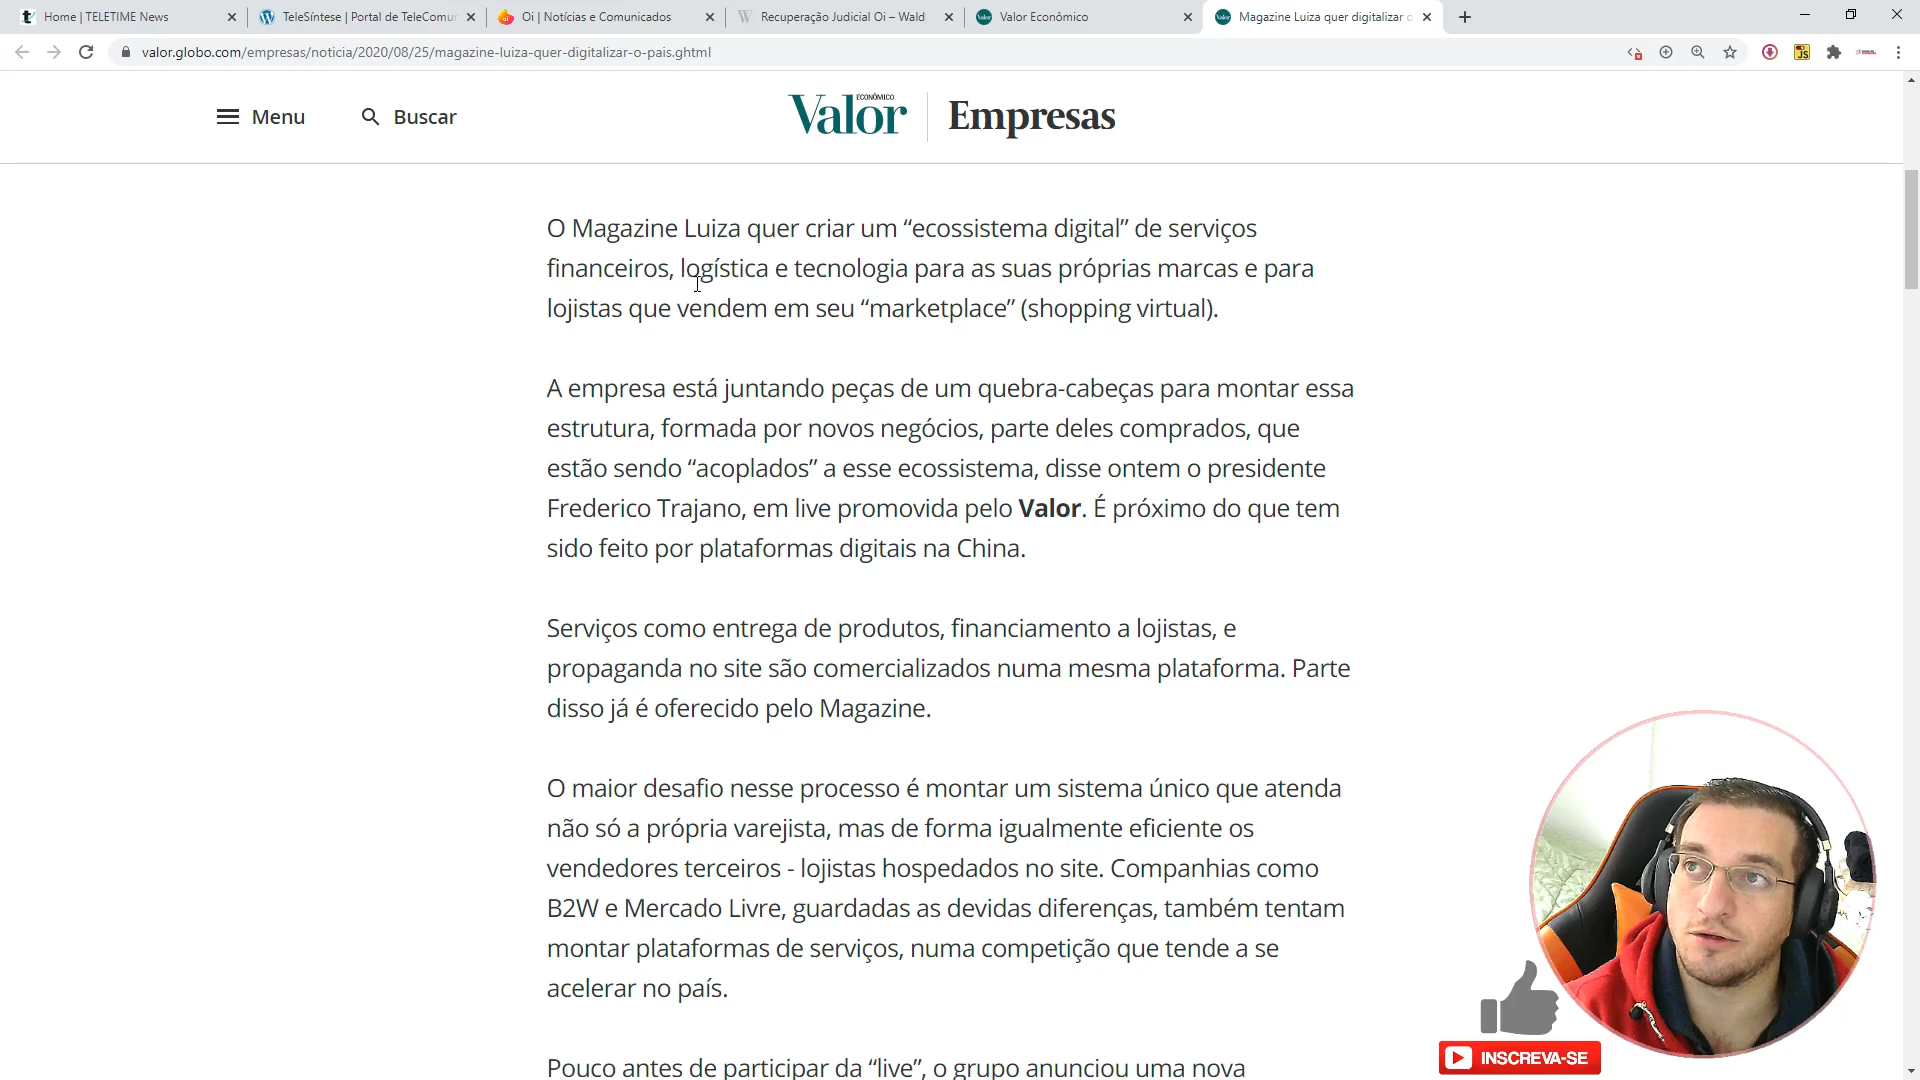 Home | TELETIME News
TeleSíntese | Portal de TeleComun
Oi | Notícias e Comunicados
Recuperação Judicial Oi – Wald
Valor Econômico
Magazine Luiza quer digitalizar o
valor.globo.com/empresas/noticia/2020/08/25/magazine-luiza-quer-digitalizar-o-pais.ghtml
JS
Menu
Buscar
Valor ECONÔMICO
Empresas
O Magazine Luiza quer criar um “ecossistema digital” de serviços
financeiros, logística e tecnologia para as suas próprias marcas e para
lojistas que vendem em seu “marketplace” (shopping virtual).
A empresa está juntando peças de um quebra-cabeças para montar essa
estrutura, formada por novos negócios, parte deles comprados, que
estão sendo “acoplados” a esse ecossistema, disse ontem o presidente
Frederico Trajano, em live promovida pelo Valor. É próximo do que tem
sido feito por plataformas digitais na China.
Serviços como entrega de produtos, financiamento a lojistas, e
propaganda no site são comercializados numa mesma plataforma. Parte
disso já é oferecido pelo Magazine.
O maior desafio nesse processo é montar um sistema único que atenda
não só a própria varejista, mas de forma igualmente eficiente os
vendedores terceiros - lojistas hospedados no site. Companhias como
B2W e Mercado Livre, guardadas as devidas diferenças, também tentam
montar plataformas de serviços, numa competição que tende a se
acelerar no país.
Pouco antes de participar da “live”, o grupo anunciou uma nova
INSCREVA-SE